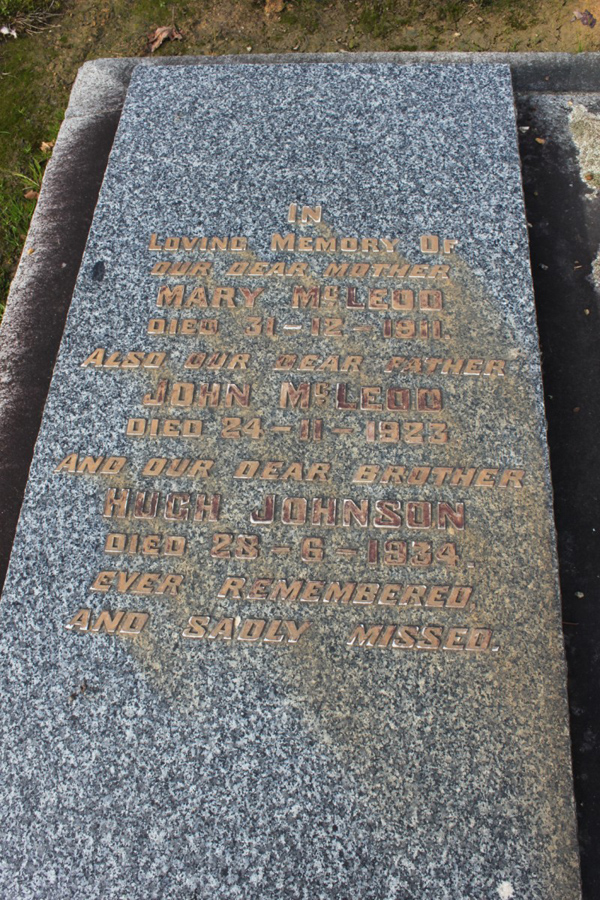 IN
LOVING MEMORY OF
OUR DEAR MOTHER
MARY McLEOD
DIED 31-12-1911.
ALSO OUR DEAR FATHER
JOHN McLEOD
DIED 24-11-1923
AND OUR DEAR BROTHER
HUGH JOHNSON
DIED 28-6-1934.
EVER REMEMBERED,
AND SADLY MISSED.